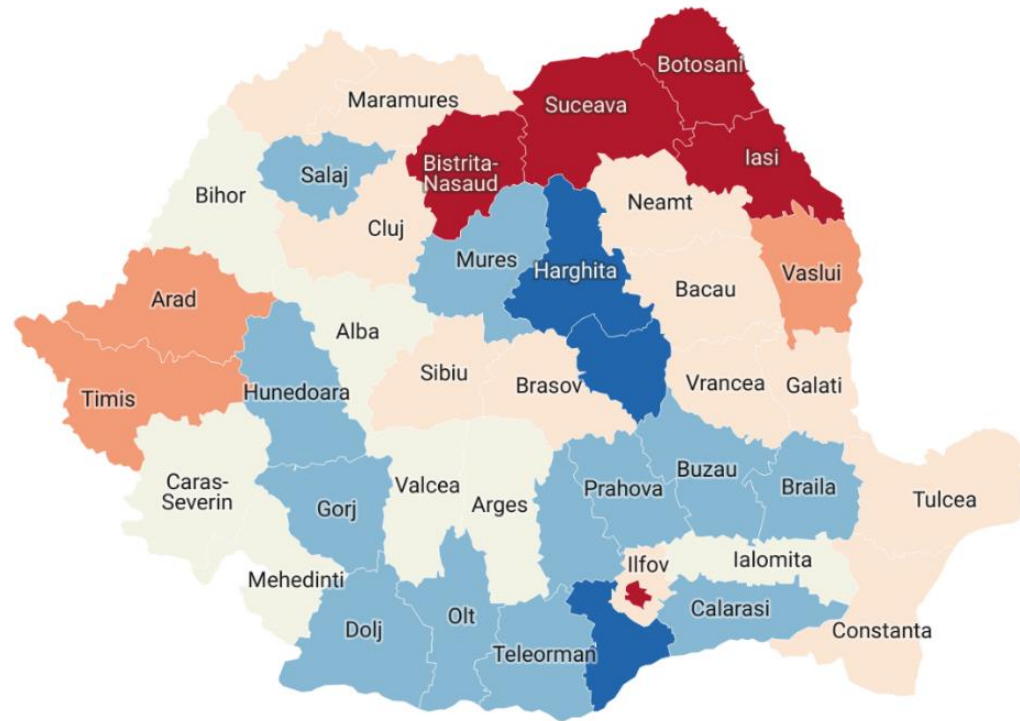 Botosani
Maramures
Suceava
Iasi
Bistrita-
Nasaud
Salaj
Bihor
Neamt
Cluj
Mures
Harghita
Vaslui
Bacau
Arad
Alba
Sibiu
Brasov
Vrancea
Galati
Timis
Hunedoara
Caras-
Severin
Valcea
Arges
Prahova
Buzau
Braila
Tulcea
Gorj
Ilfov
Ialomita
Mehedinti
Olt
Calarasi
Dolj
Teleorman
Constanta